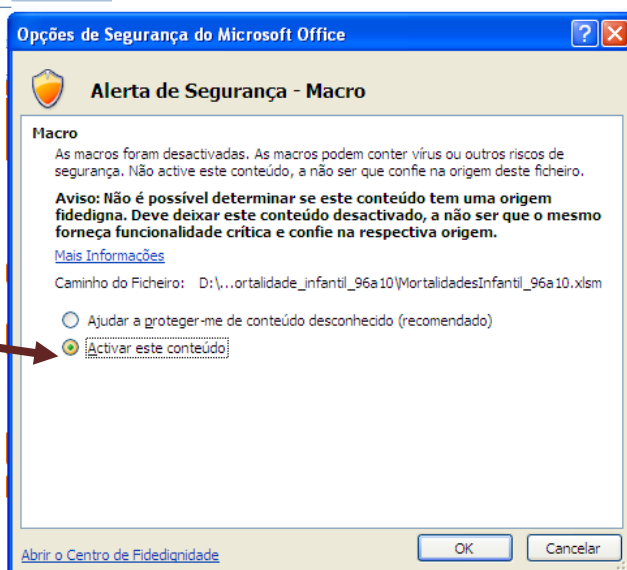 Opções de Segurança do Microsoft Office
Alerta de Segurança - Macro
Macro
As macros foram desactivadas. As macros podem conter vírus ou outros riscos de
segurança. Não active este conteúdo, a não ser que confie na origem deste ficheiro.
Aviso: Não é possível determinar se este conteúdo tem uma origem
fidedigna. Deve deixar este conteúdo desactivado, a não ser que o mesmo
forneça funcionalidade crítica e confie na respectiva origem.
Mais Informações
Caminho do Ficheiro: D:\...ortalidade_infantil_96a10\MortalidadesInfantil_96a10.xlsm
Ajudar a proteger-me de conteúdo desconhecido (recomendado)
Activar este conteúdo
Abrir o Centro de Fidedignidade
OK
Cancelar